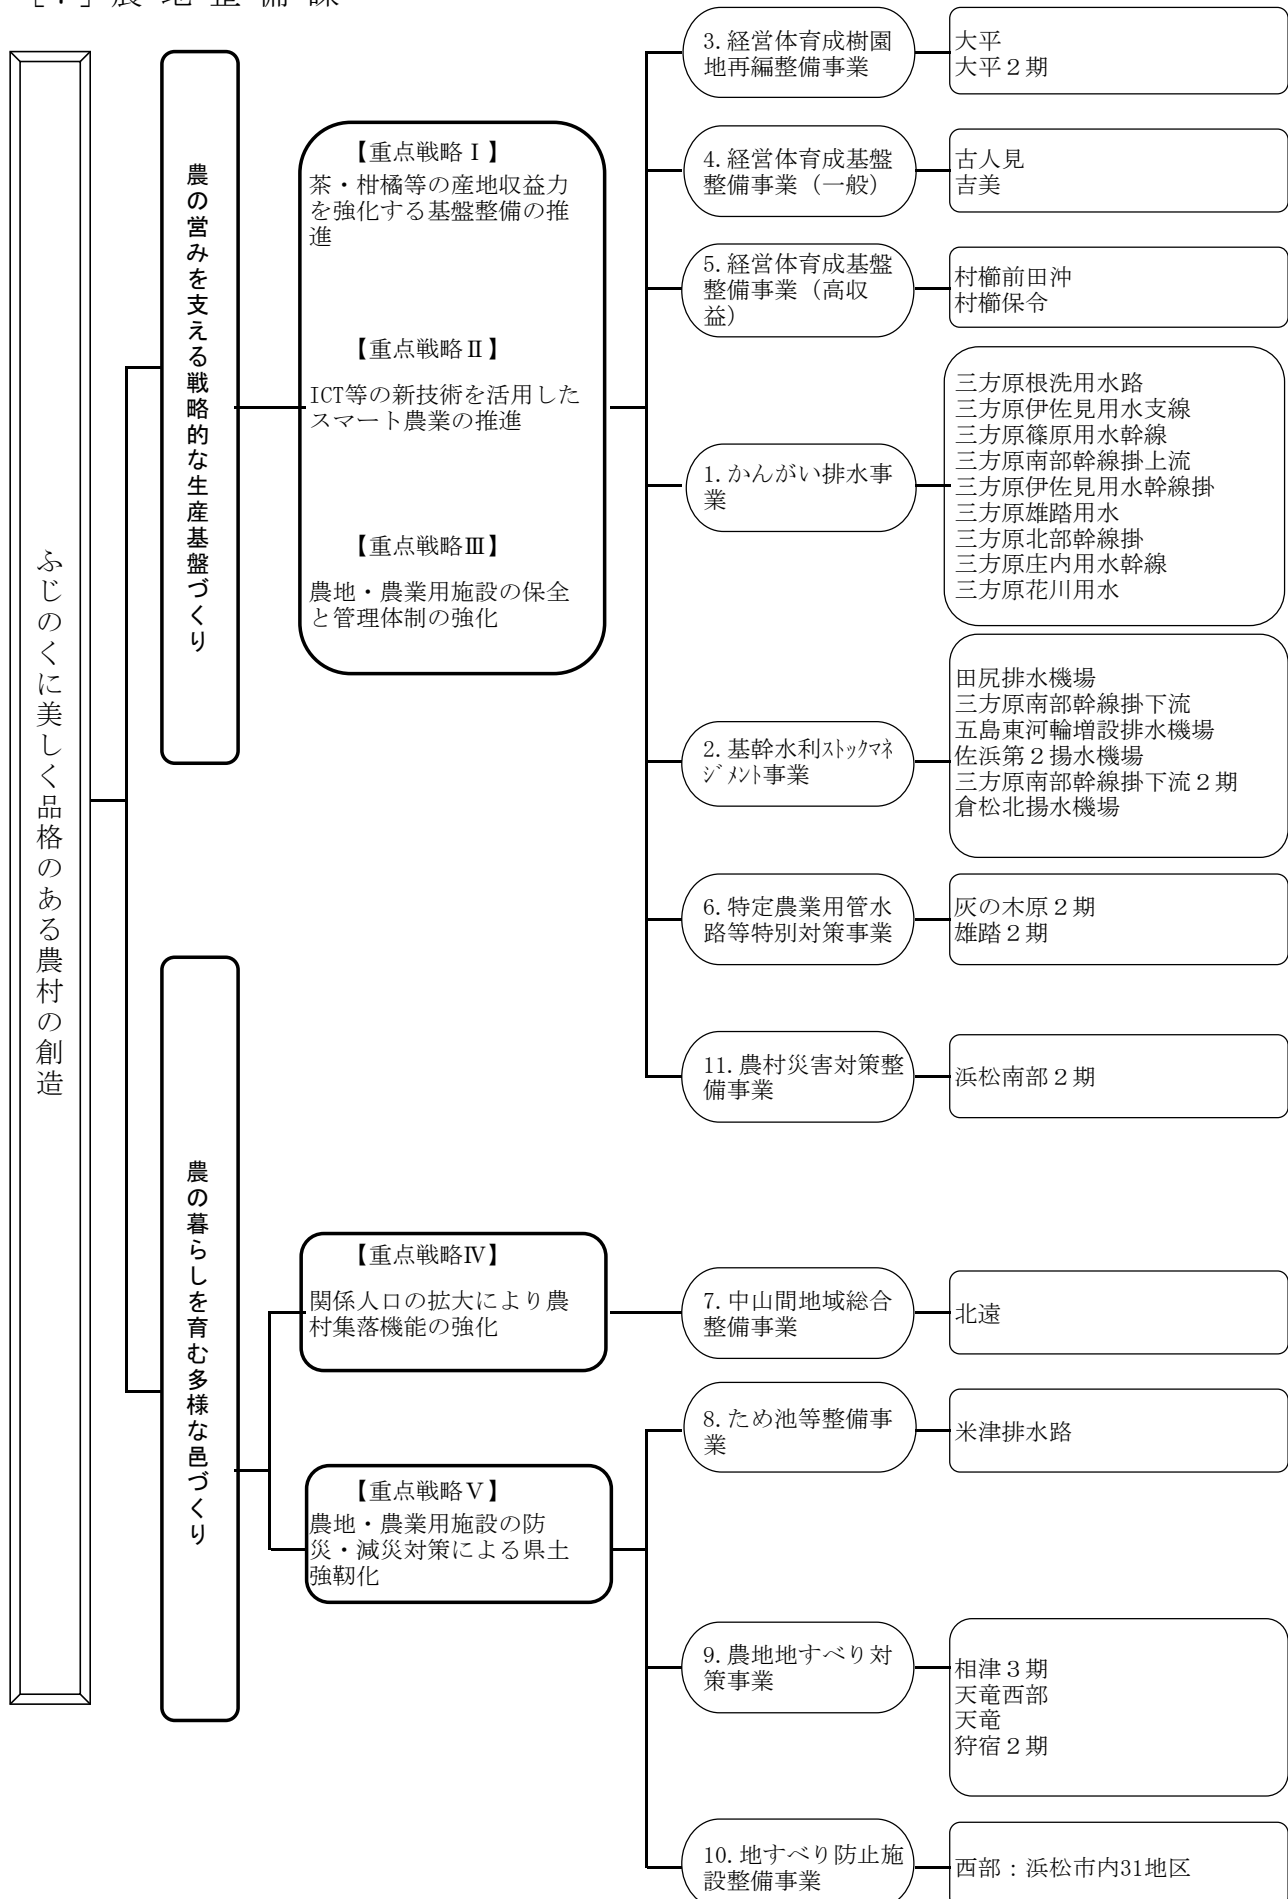 農地整備課
ふじのくに美しく品格のある農村の創造
農の営みを支える戦略的な生産基盤づくり
【重点戦略Ⅰ】
茶・柑橘等の産地収益力
を強化する基盤整備の推
進
【重点戦略Ⅱ】
ICT等の新技術を活用した
スマート農業の推進
【重点戦略Ⅲ】
農地・農業用施設の保全
と管理体制の強化
3.経営体育成樹園
地再編整備事業
大平
大平２期
4.経営体育成基盤
整備事業（一般）
古人見
吉美
5.経営体育成基盤
整備事業（高収
益）
村櫛前田沖
村櫛保令
1.かんがい排水事
業
三方原根洗用水路
三方原伊佐見用水支線
三方原篠原用水幹線
三方原南部幹線掛上流
三方原伊佐見用水幹線掛
三方原雄踏用水
三方原北部幹線掛
三方原庄内用水幹線
三方原花川用水
2.基幹水利ｽﾄｯｸﾏﾈ
ｼﾞﾒﾝﾄ事業
田尻排水機場
三方原南部幹線掛下流
五島東河輪増設排水機場
佐浜第２揚水機場
三方原南部幹線掛下流２期
倉松北揚水機場
6.特定農業用管水
路等特別対策事業
灰の木原２期
雄踏２期
11.農村災害対策整
備事業
浜松南部２期
農の暮らしを育む多様な邑づくり
【重点戦略Ⅳ】
関係人口の拡大により農
村集落機能の強化
7.中山間地域総合
整備事業
北遠
【重点戦略Ⅴ】
農地・農業用施設の防
災・減災対策による県土
強靭化
8.ため池等整備事
業
米津排水路
9.農地地すべり対
策事業
相津３期
天竜西部
天竜
狩宿２期
10.地すべり防止施
設整備事業
西部：浜松市内31地区